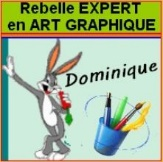 Rebelle EXPERT
en ART GRAPHIQUE
Dominique